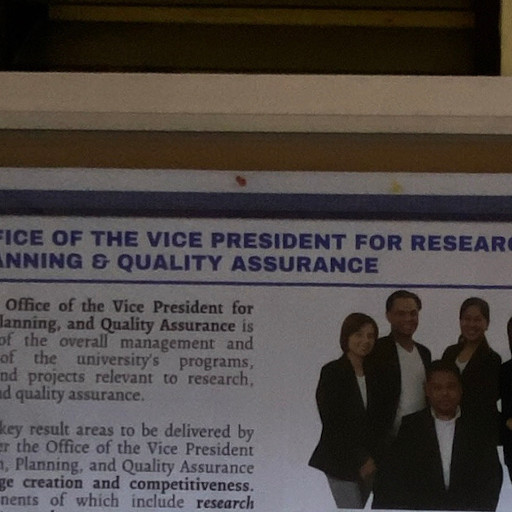 FICE OF THE VICE PRESIDENT FOR RESEARC
ANNING & QUALITY ASSURANCE
Office of the Vice President for
lanning, and Quality Assurance is
of the overall management and
of the university's programs,
nd projects relevant to research,
d quality assurance.
key result areas to be delivered by
er the Office of the Vice President
h, Planning, and Quality Assurance
ge creation and competitiveness.
nents of which include research